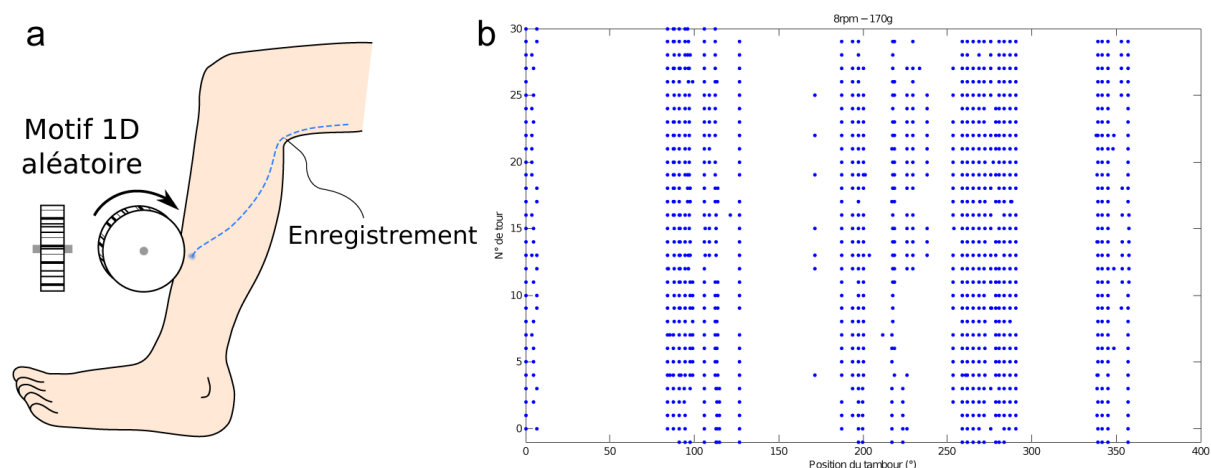 a
Motif 1D
aléatoire
Enregistrement
b
8rpm – 170g
N° de tour
30
25
20
15
10
5
0
0
50
100
150
200
250
300
350
400
Position du tambour (°)